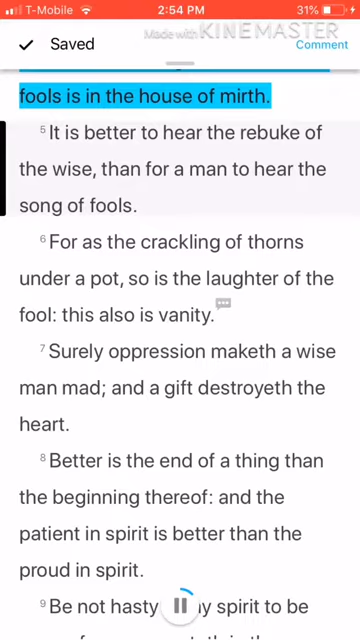 T-Mobile 2:54 PM 31%
Made with KINEMASTER
Saved Comment
fools is in the house of mirth.
5 It is better to hear the rebuke of
the wise, than for a man to hear the
song of fools.
6 For as the crackling of thorns
under a pot, so is the laughter of the
fool: this also is vanity.
7 Surely oppression maketh a wise
man mad; and a gift destroyeth the
heart.
8 Better is the end of a thing than
the beginning thereof: and the
patient in spirit is better than the
proud in spirit.
9 Be not hasty spirit to be